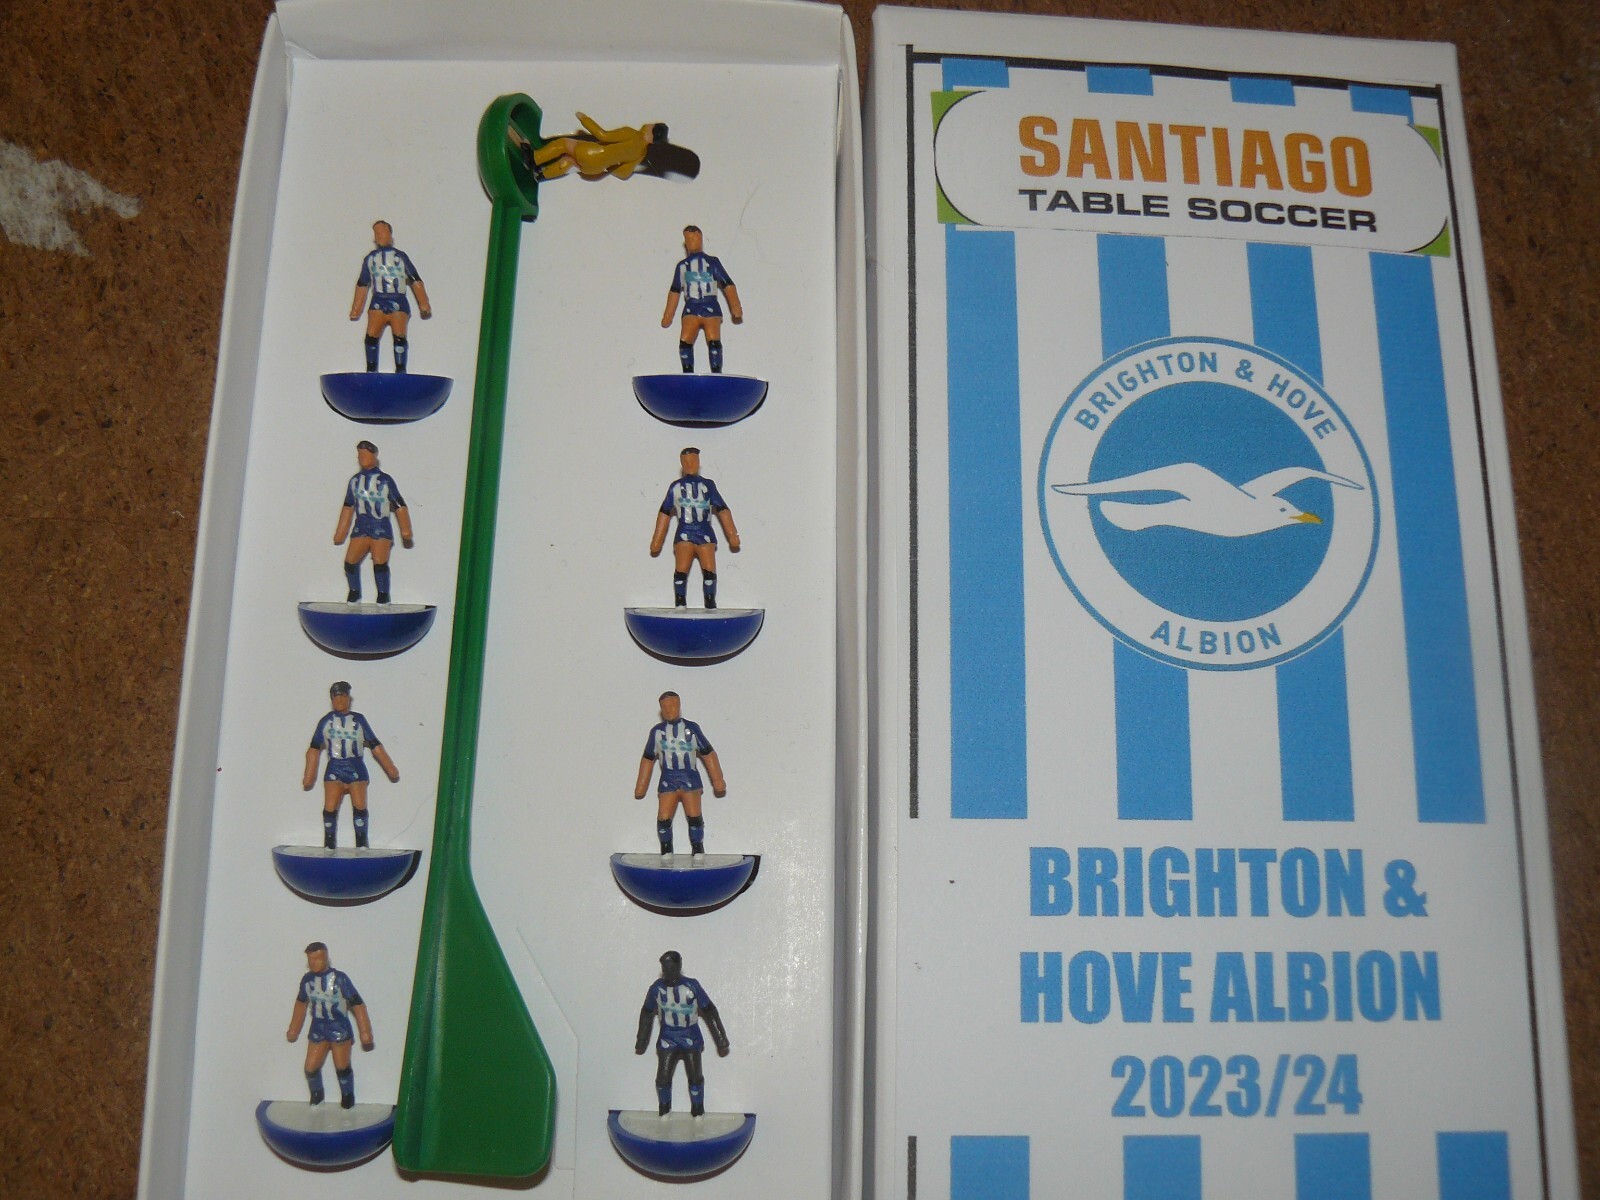 SANTIAGO
TABLE SOCCER
BRIGHTON & HOVE
ALBION
BRIGHTON &
HOVE ALBION
2023/24